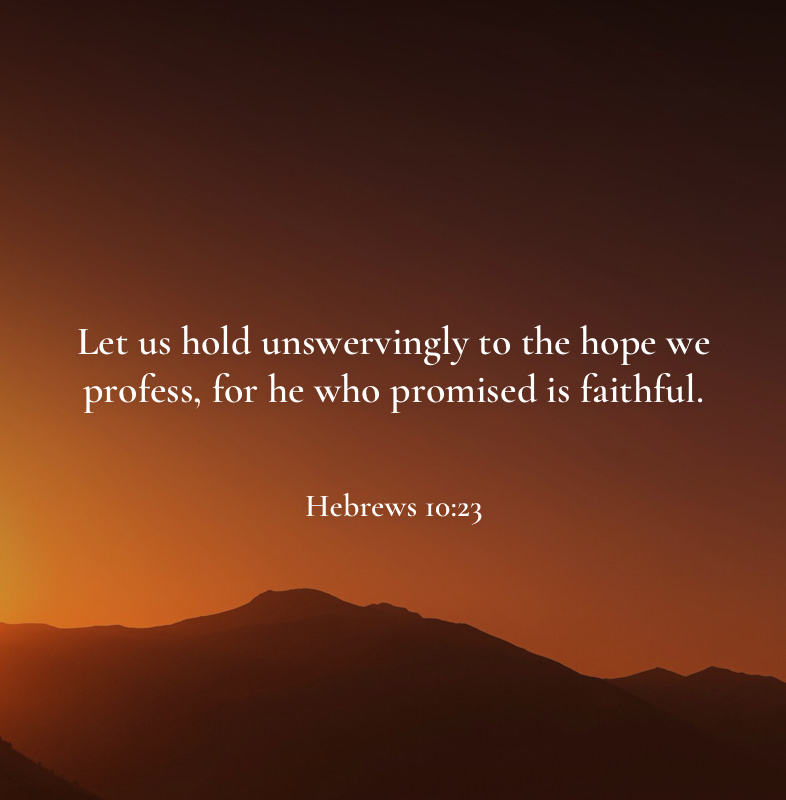 Let us hold unswervingly to the hope we
profess, for he who promised is faithful.
Hebrews 10:23